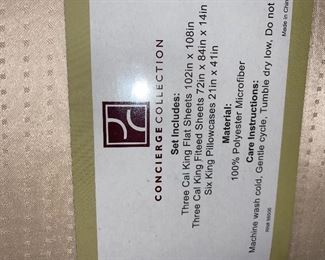 CONCIERGE COLLECTION
Set Includes:
Three Cal King Flat Sheets 102in x 108in
Three Cal King Fiteed Sheets 72in x 84in x 14in
Six King Pillowcases 21in x 41in
Material:
100% Polyester Microfiber
Care Instructions:
Machine wash cold, Gentle cycle, Tumble dry low, Do not
Made in China